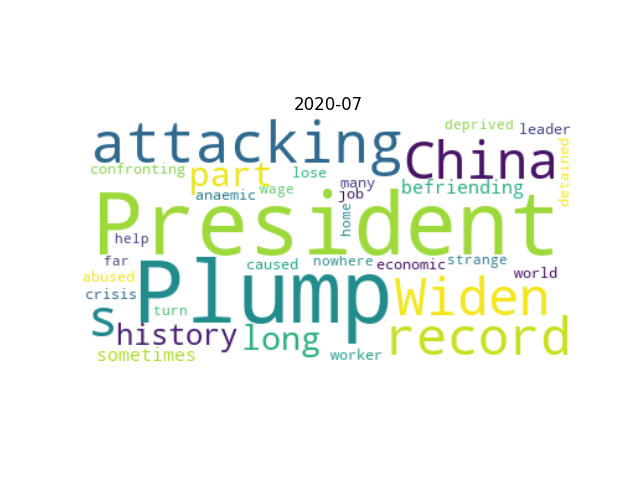 2020-07
attacking
deprived leader
China
confronting
part
lose
wage
anaemic
many
job
befriending
detained
President
home
help
far
abused
crisis
caused
nowhere
economic
strange
world
Plump
Widen
turn
s
history
long
record
sometimes
worker